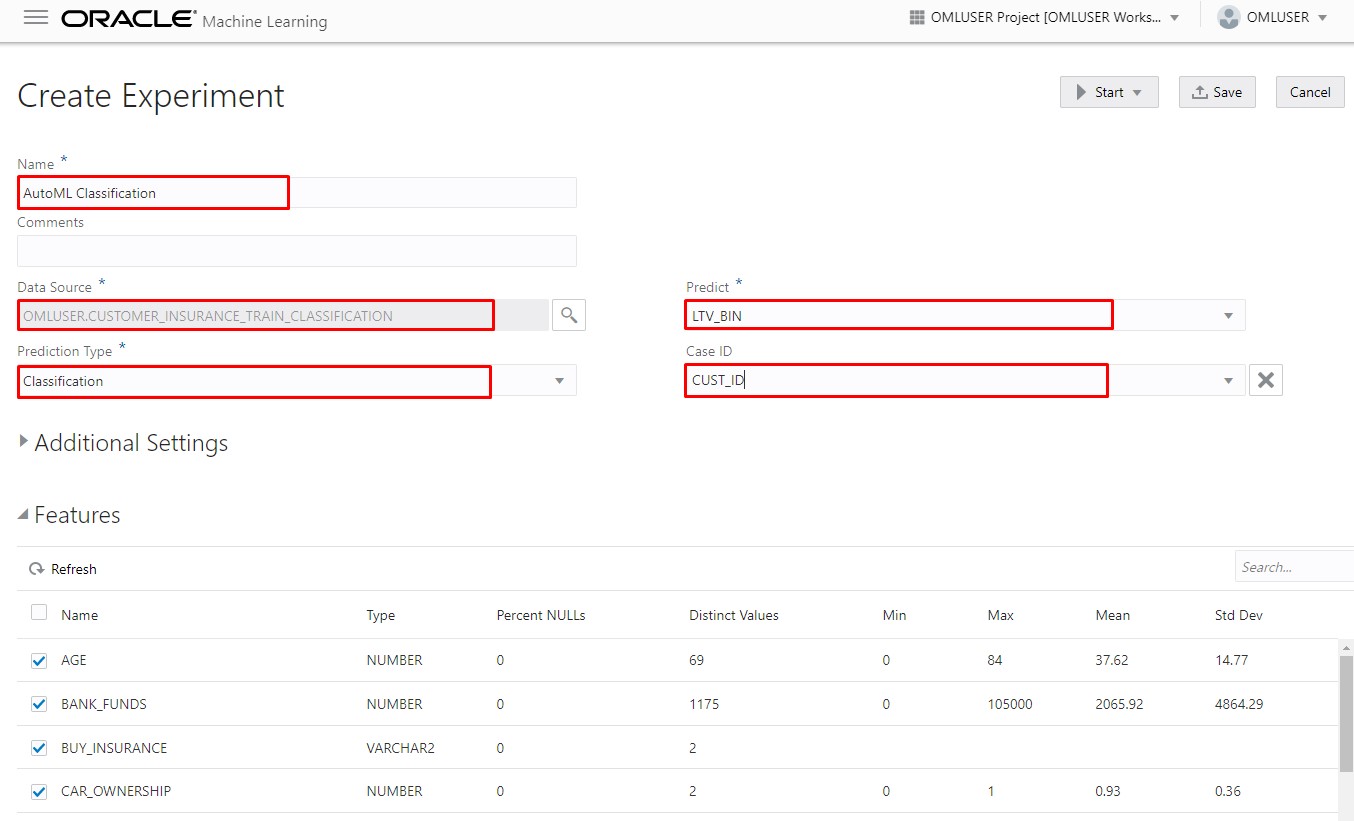 ORACLE® Machine Learning OMLUSER Project [OMLUSER Works... OMLUSER
Create Experiment Start Save Cancel
Name *
AutoML Classification
Comments
Data Source * Predict *
OMLUSER.CUSTOMER_INSURANCE_TRAIN_CLASSIFICATION LTV_BIN
Prediction Type * Case ID
Classification CUST_ID
Additional Settings
Features
Refresh Search...
Name Type Percent NULLs Distinct Values Min Max Mean Std Dev
AGE NUMBER 0 69 0 84 37.62 14.77
BANK_FUNDS NUMBER 0 1175 0 105000 2065.92 4864.29
BUY_INSURANCE VARCHAR2 0 2
CAR_OWNERSHIP NUMBER 0 2 0 1 0.93 0.36